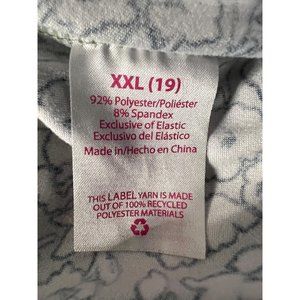 XXL (19)
92% Polyester/Poliéster
8% Spandex
Exclusive of Elastic
Exclusivo del Elástico
Made in/Hecho en China
THIS LABEL YARN IS MADE
OUT OF 100% RECYCLED
POLYESTER MATERIALS